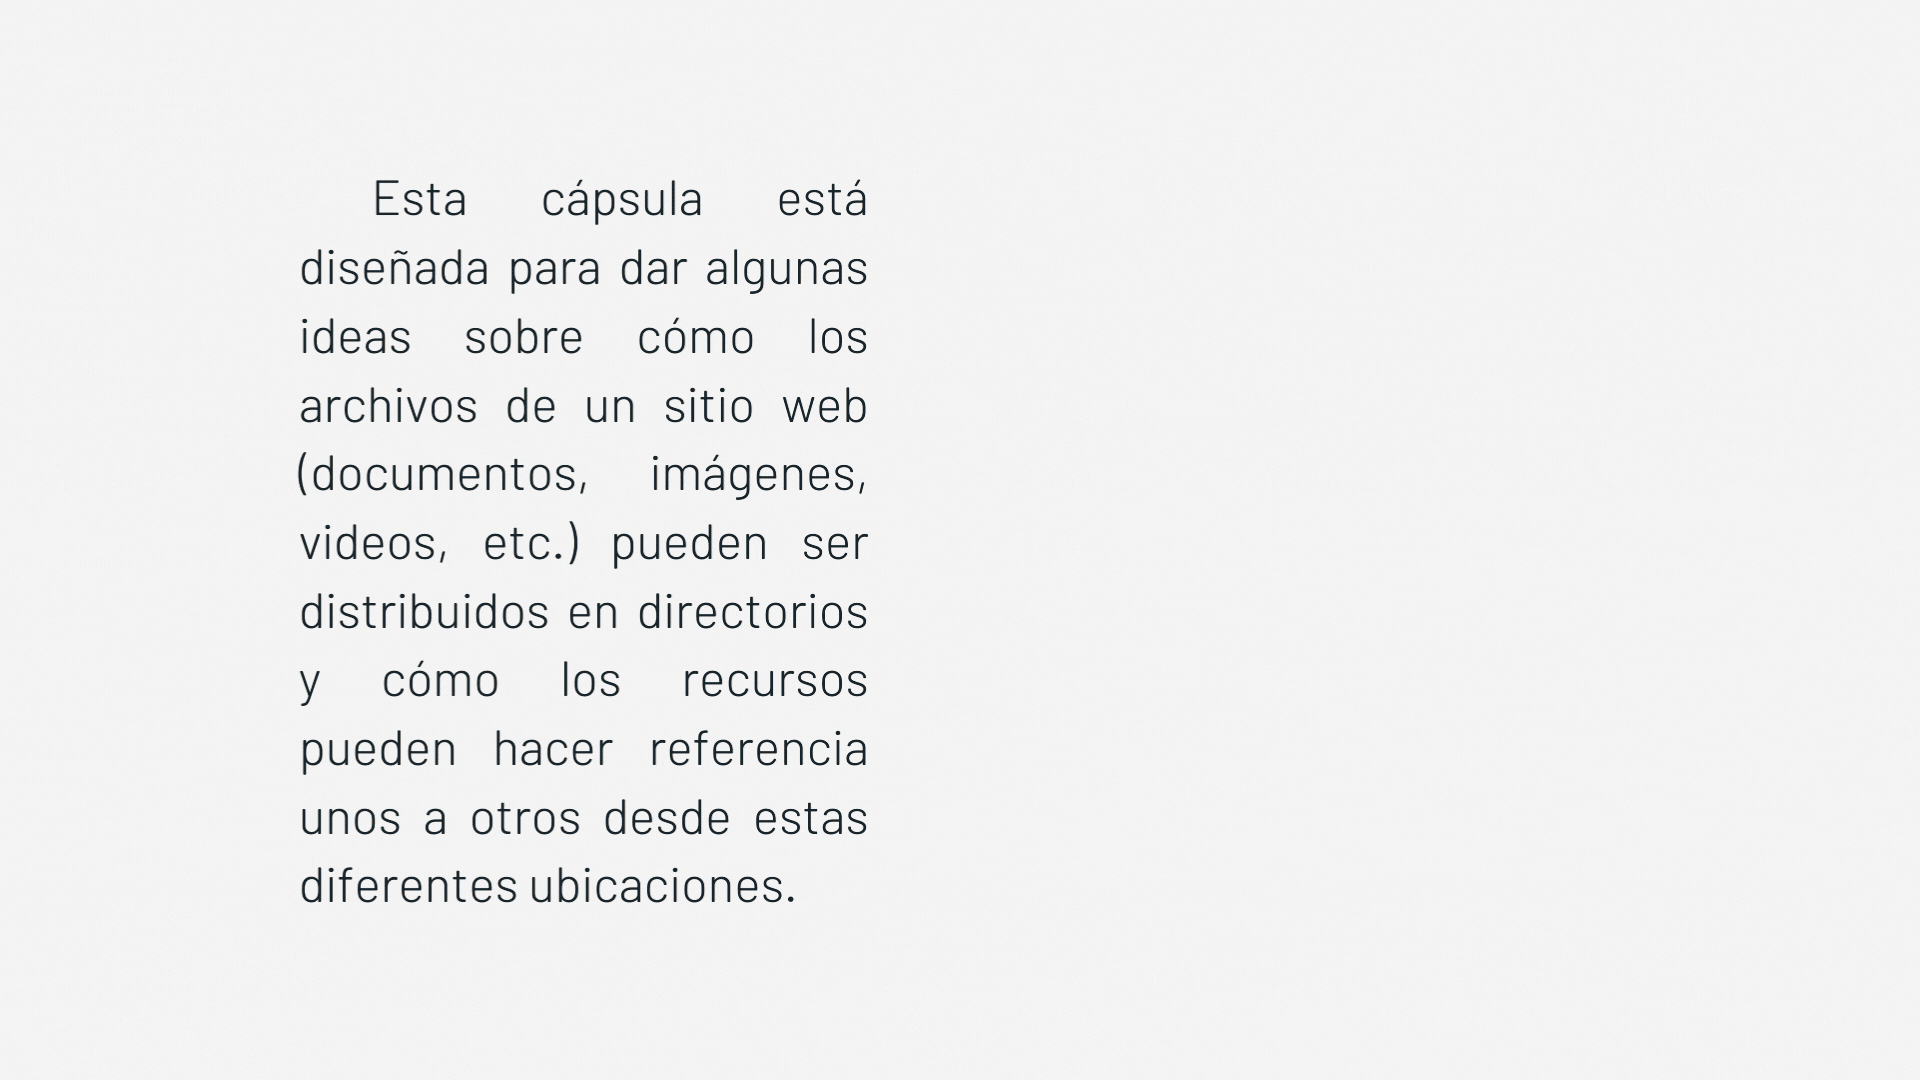 Esta cápsula está
diseñada para dar algunas
ideas sobre cómo los
archivos de un sitio web
(documentos, imágenes,
videos, etc.) pueden ser
distribuidos en directorios
y cómo los recursos
pueden hacer referencia
unos a otros desde estas
diferentes ubicaciones.